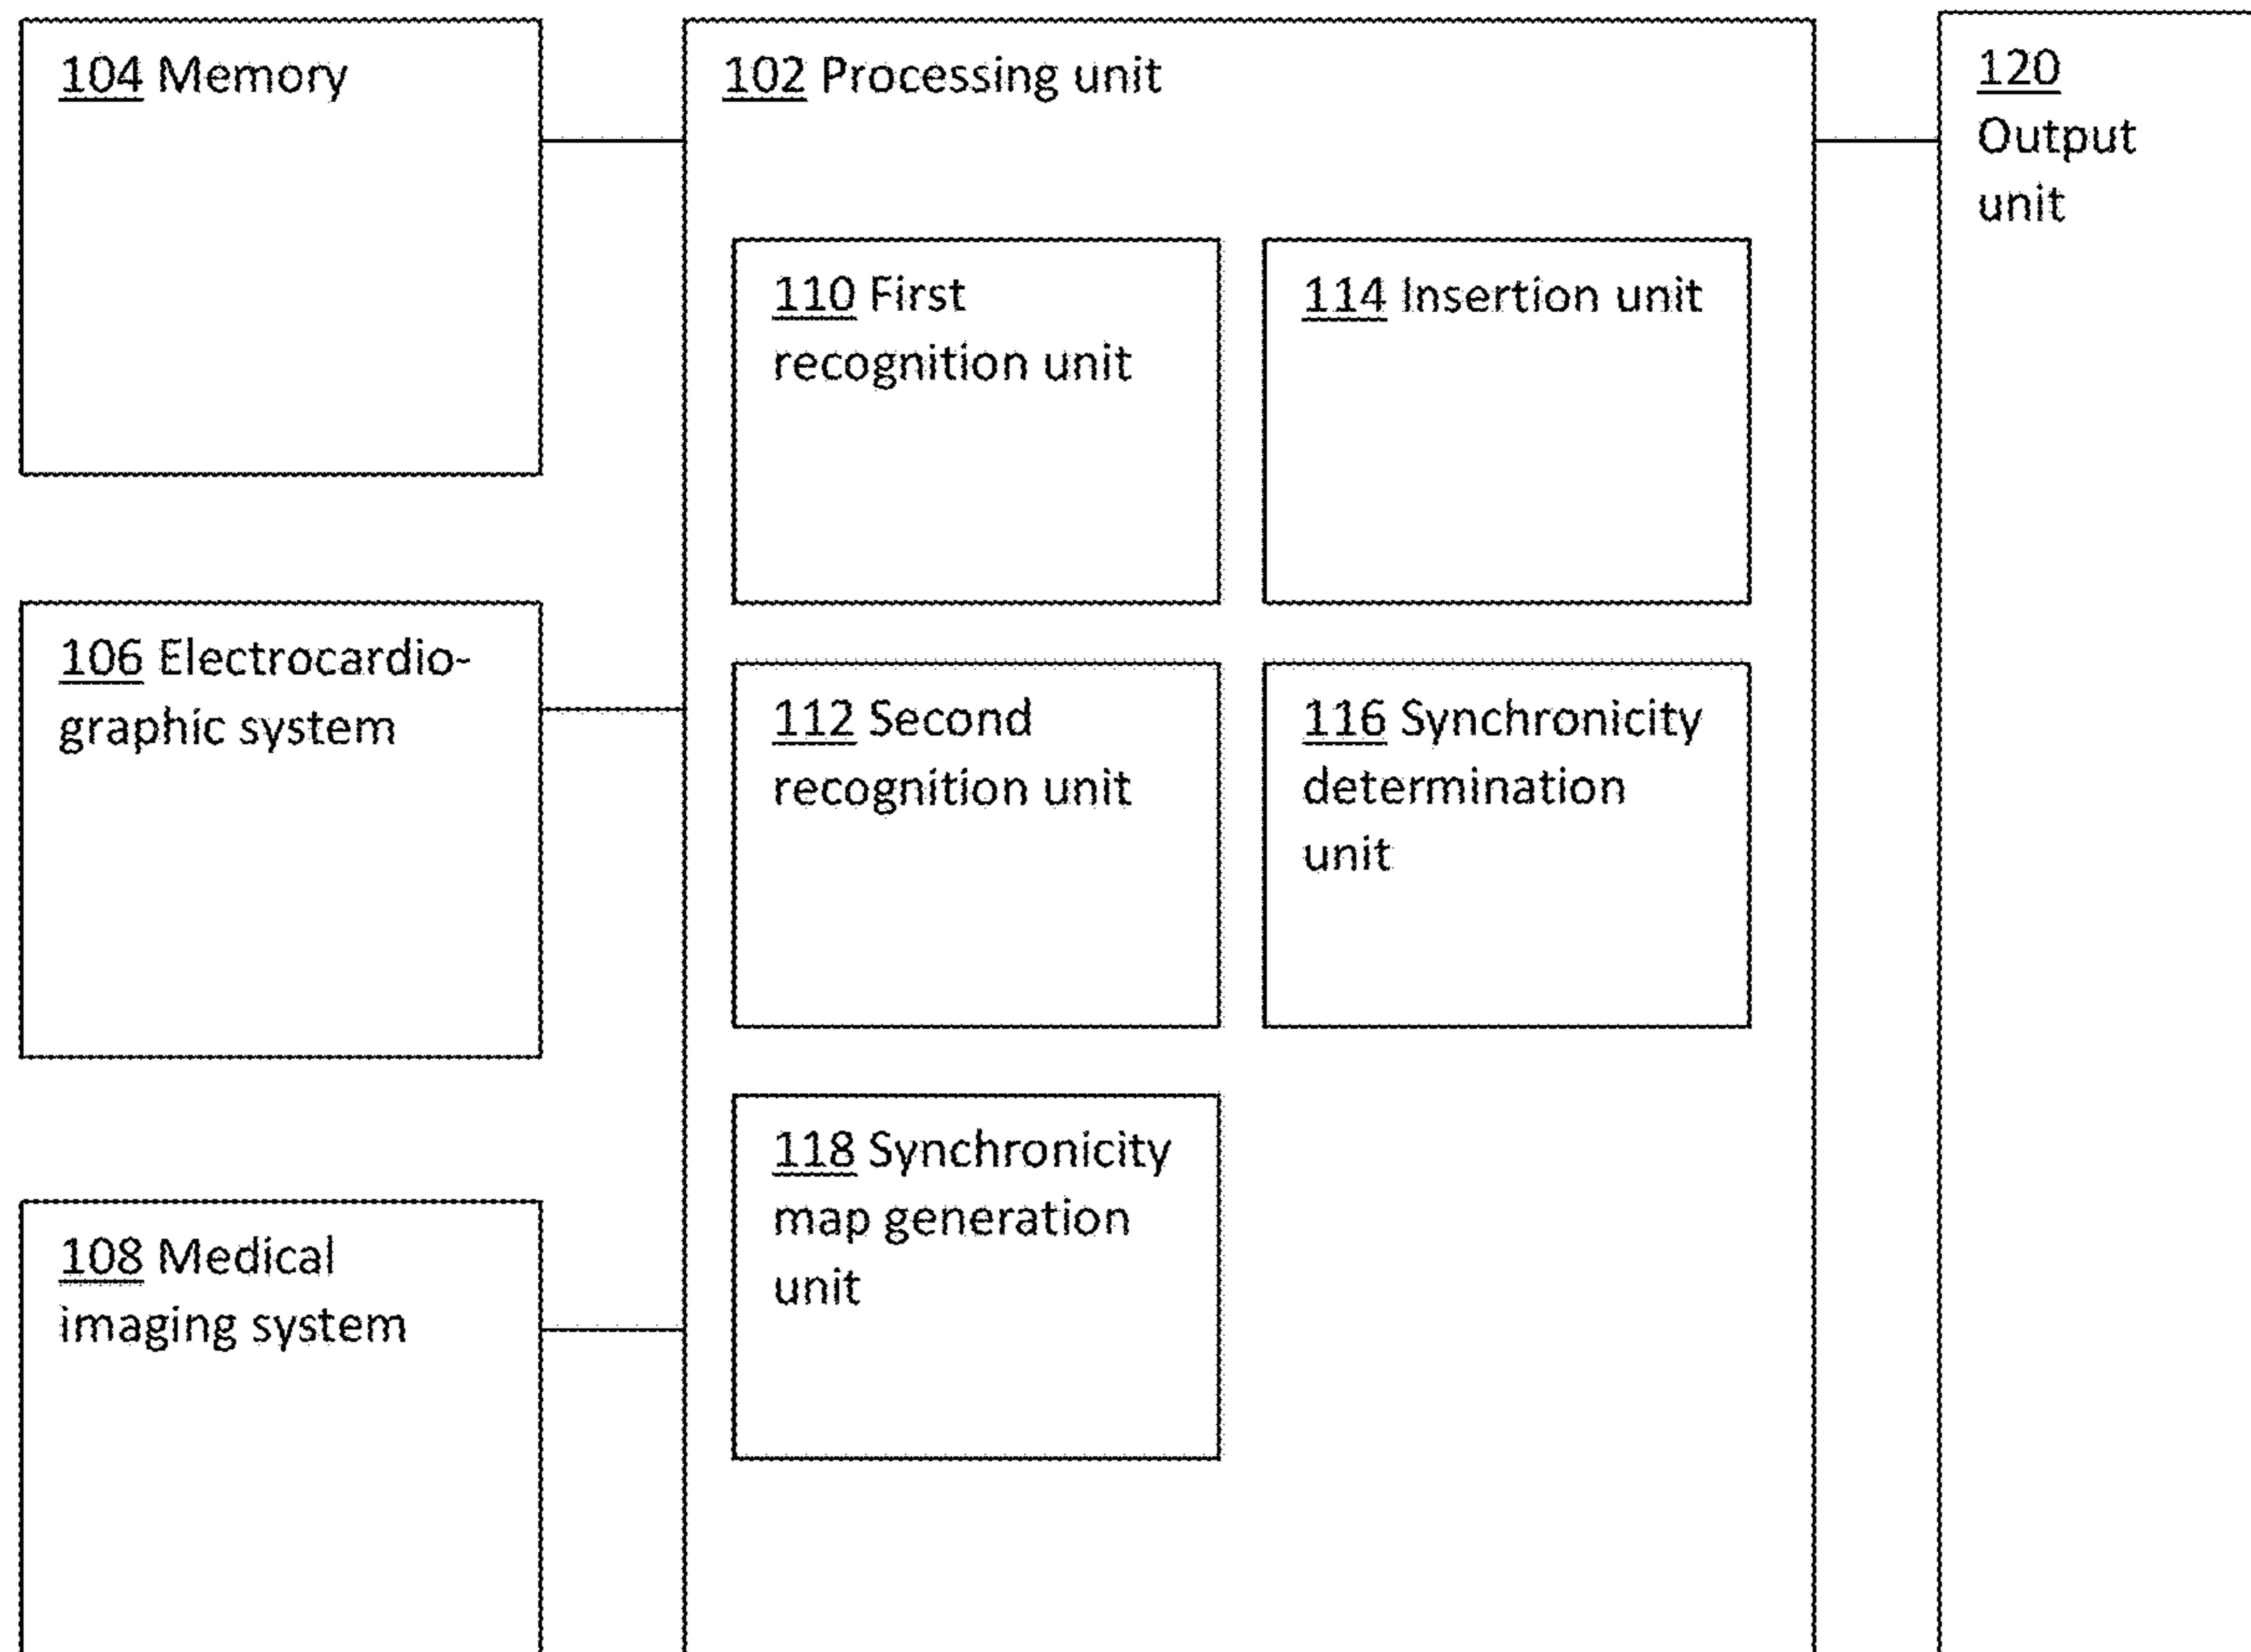 104 Memory
102 Processing unit
120
Output
unit
110 First
recognition unit
114 Insertion unit
106 Electrocardio-
graphic system
112 Second
recognition unit
116 Synchronicity
determination
unit
118 Synchronicity
map generation
unit
108 Medical
imaging system